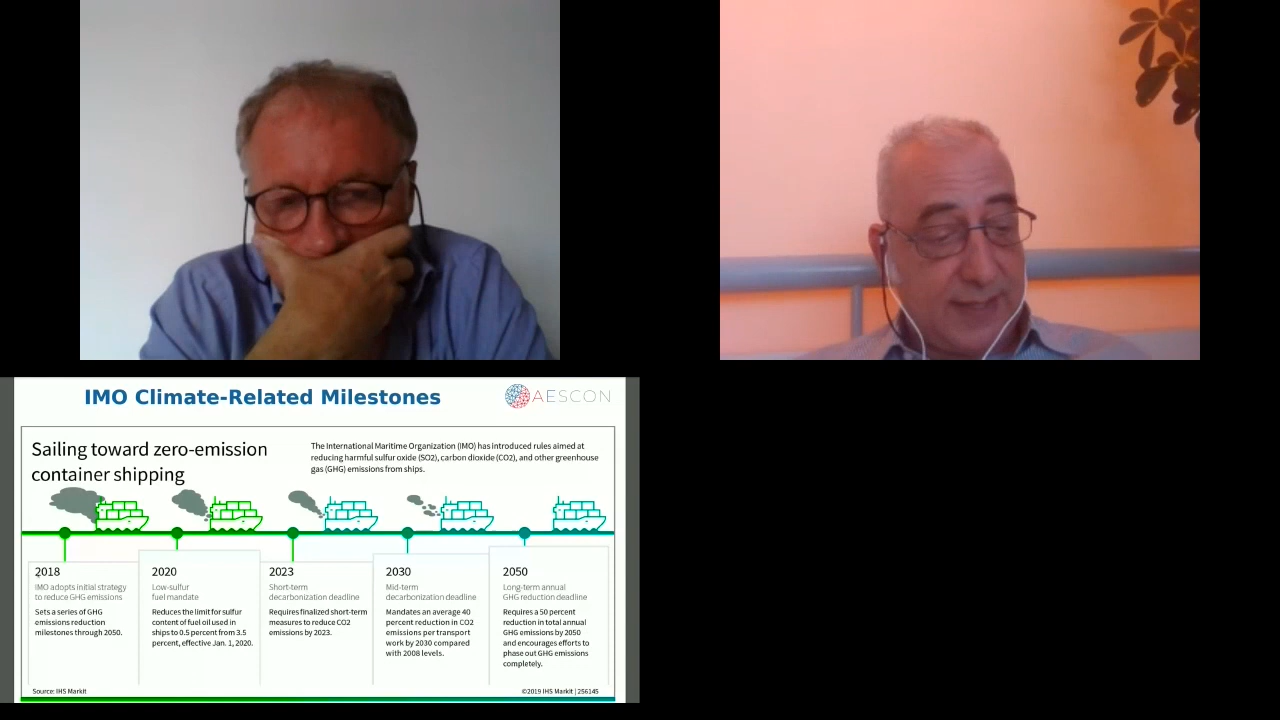 IMO Climate-Related Milestones
AESCON
Sailing toward zero-emission
container shipping
The International Maritime Organization (IMO) has introduced rules aimed at
reducing harmful sulfur oxide (SO2), carbon dioxide (CO2), and other greenhouse
gas (GHG) emissions from ships.
2018
IMO adopts initial strategy
to reduce GHG emissions
Sets a series of GHG
emissions reduction
milestones through 2050.
2020
Low-sulfur
fuel mandate
Reduces the limit for sulfur
content of fuel oil used in
ships to 0.5 percent from 3.5
percent, effective Jan. 1, 2020.
2023
Short-term
decarbonization deadline
Requires finalized short-term
measures to reduce CO2
emissions by 2023.
2030
Mid-term
decarbonization deadline
Mandates an average 40
percent reduction in CO2
emissions per transport
work by 2030 compared
with 2008 levels.
2050
Long-term annual
GHG reduction deadline
Requires a 50 percent
reduction in total annual
GHG emissions by 2050
and encourages efforts to
phase out GHG emissions
completely.
Source: IHS Markit
©2019 IHS Markit | 256145